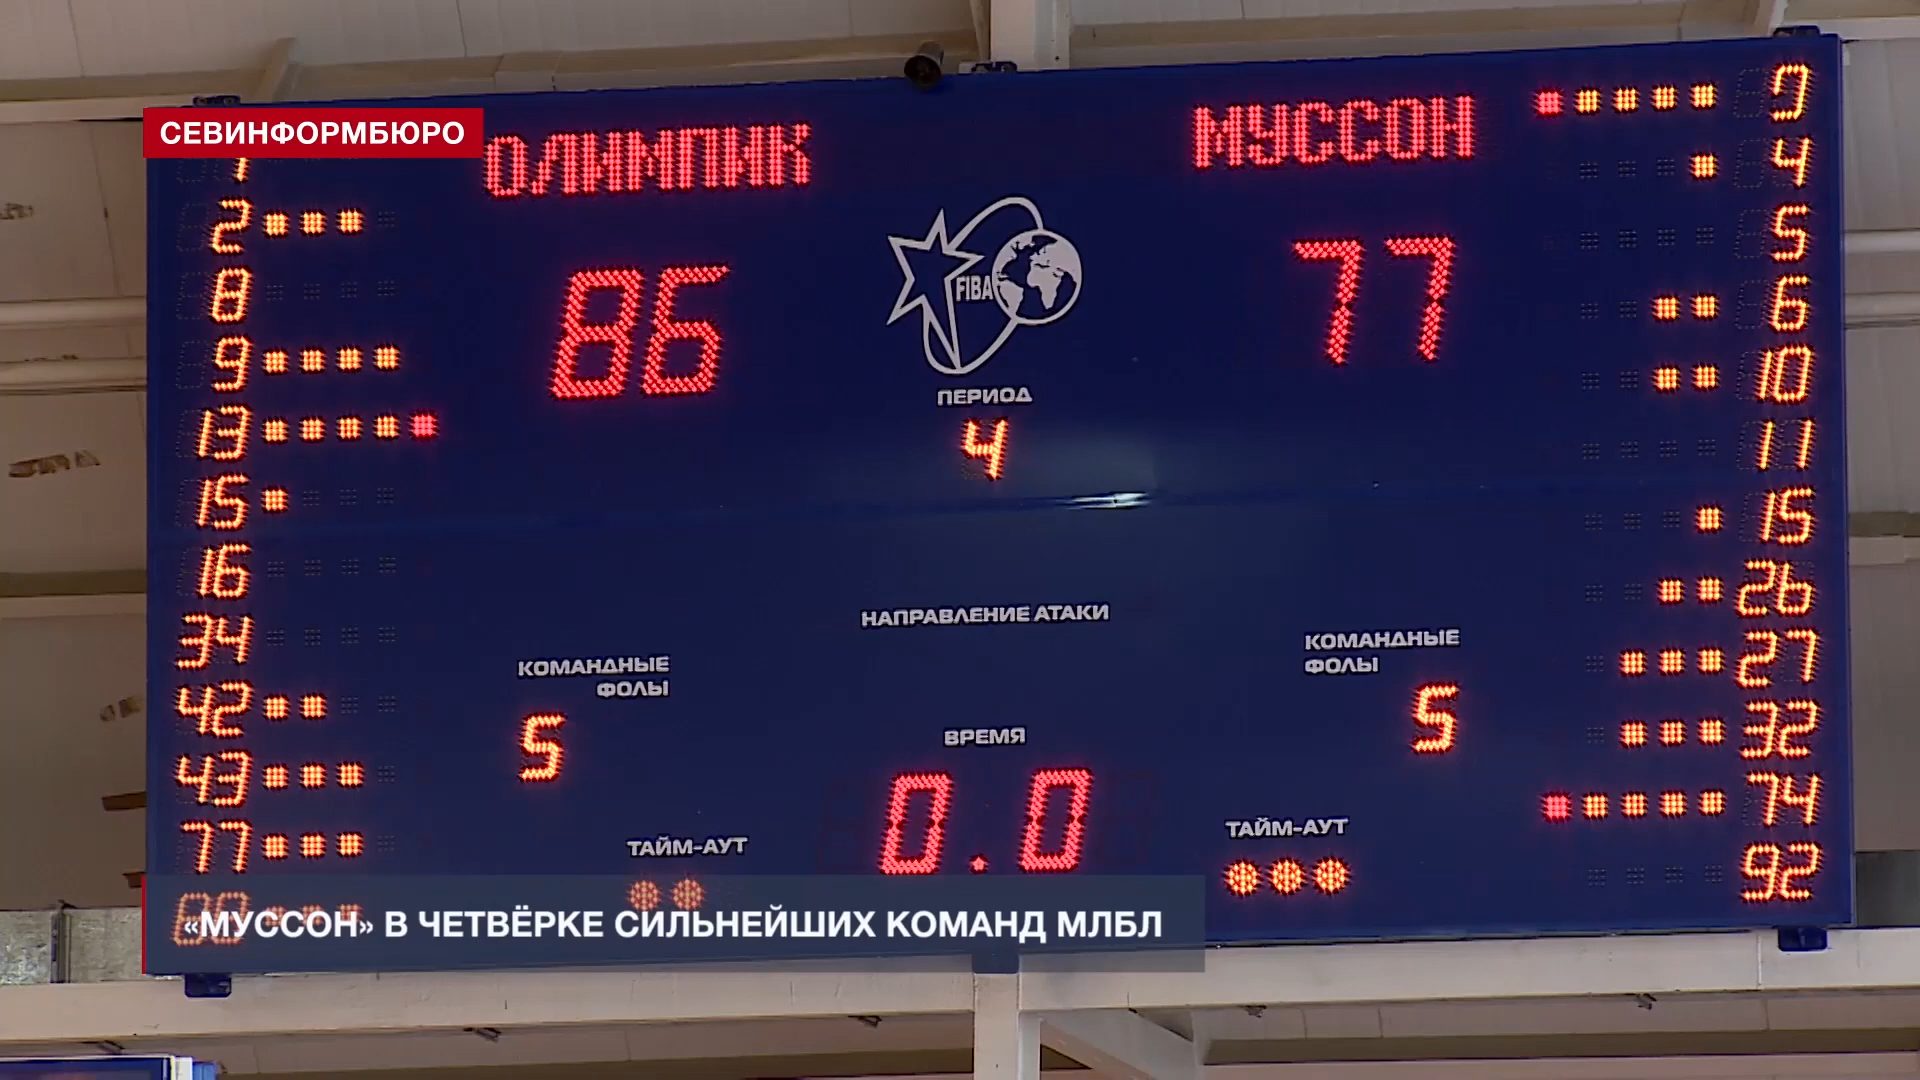 СЕВИНФОРМБЮРО
ОЛИМПИК
МУССОН
86
77
FIBA
ПЕРИОД
4
НАПРАВЛЕНИЕ АТАКИ
КОМАНДНЫЕ
ФОЛЫ
5
КОМАНДНЫЕ
ФОЛЫ
5
ВРЕМЯ
0.0
ТАЙМ-АУТ
ТАЙМ-АУТ
1
2
8
9
13
15
16
34
42
43
77
4
5
6
10
11
15
26
27
32
74
92
«МУССОН» В ЧЕТВЁРКЕ СИЛЬНЕЙШИХ КОМАНД МЛБЛ